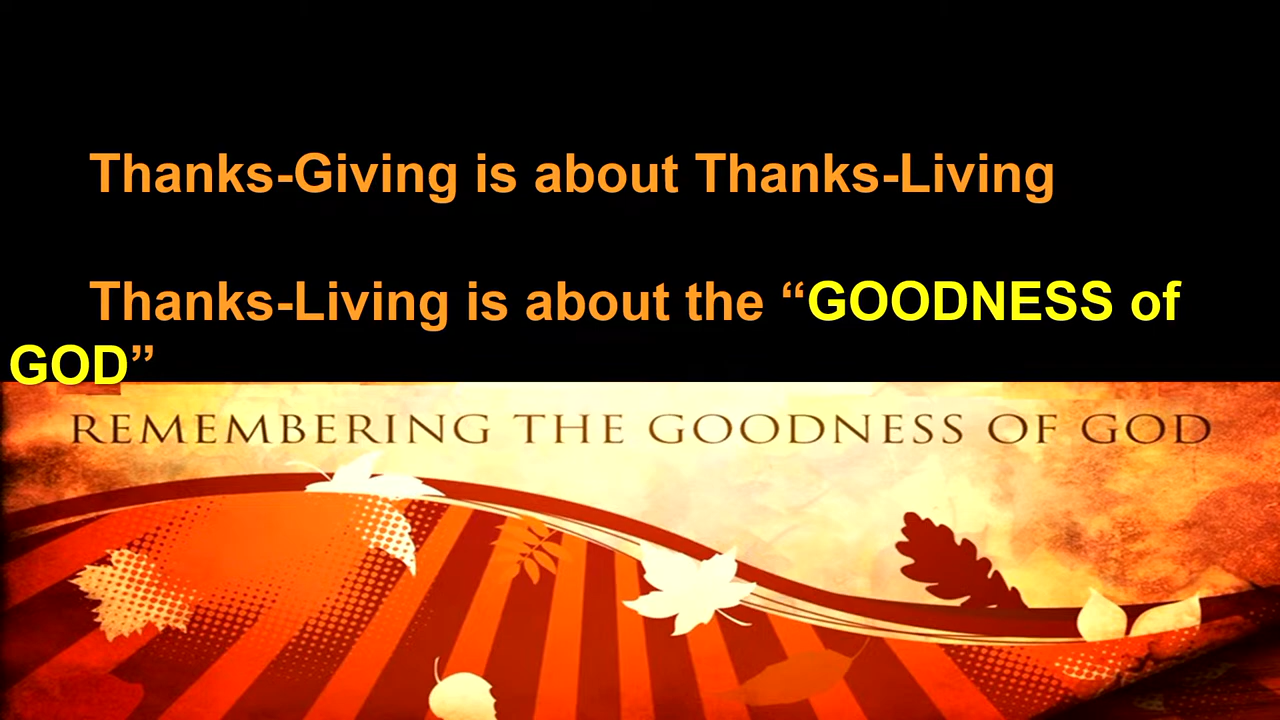 Thanks-Giving is about Thanks-Living
Thanks-Living is about the “GOODNESS of
GOD”
REMEMBERING THE GOODNESS OF GOD